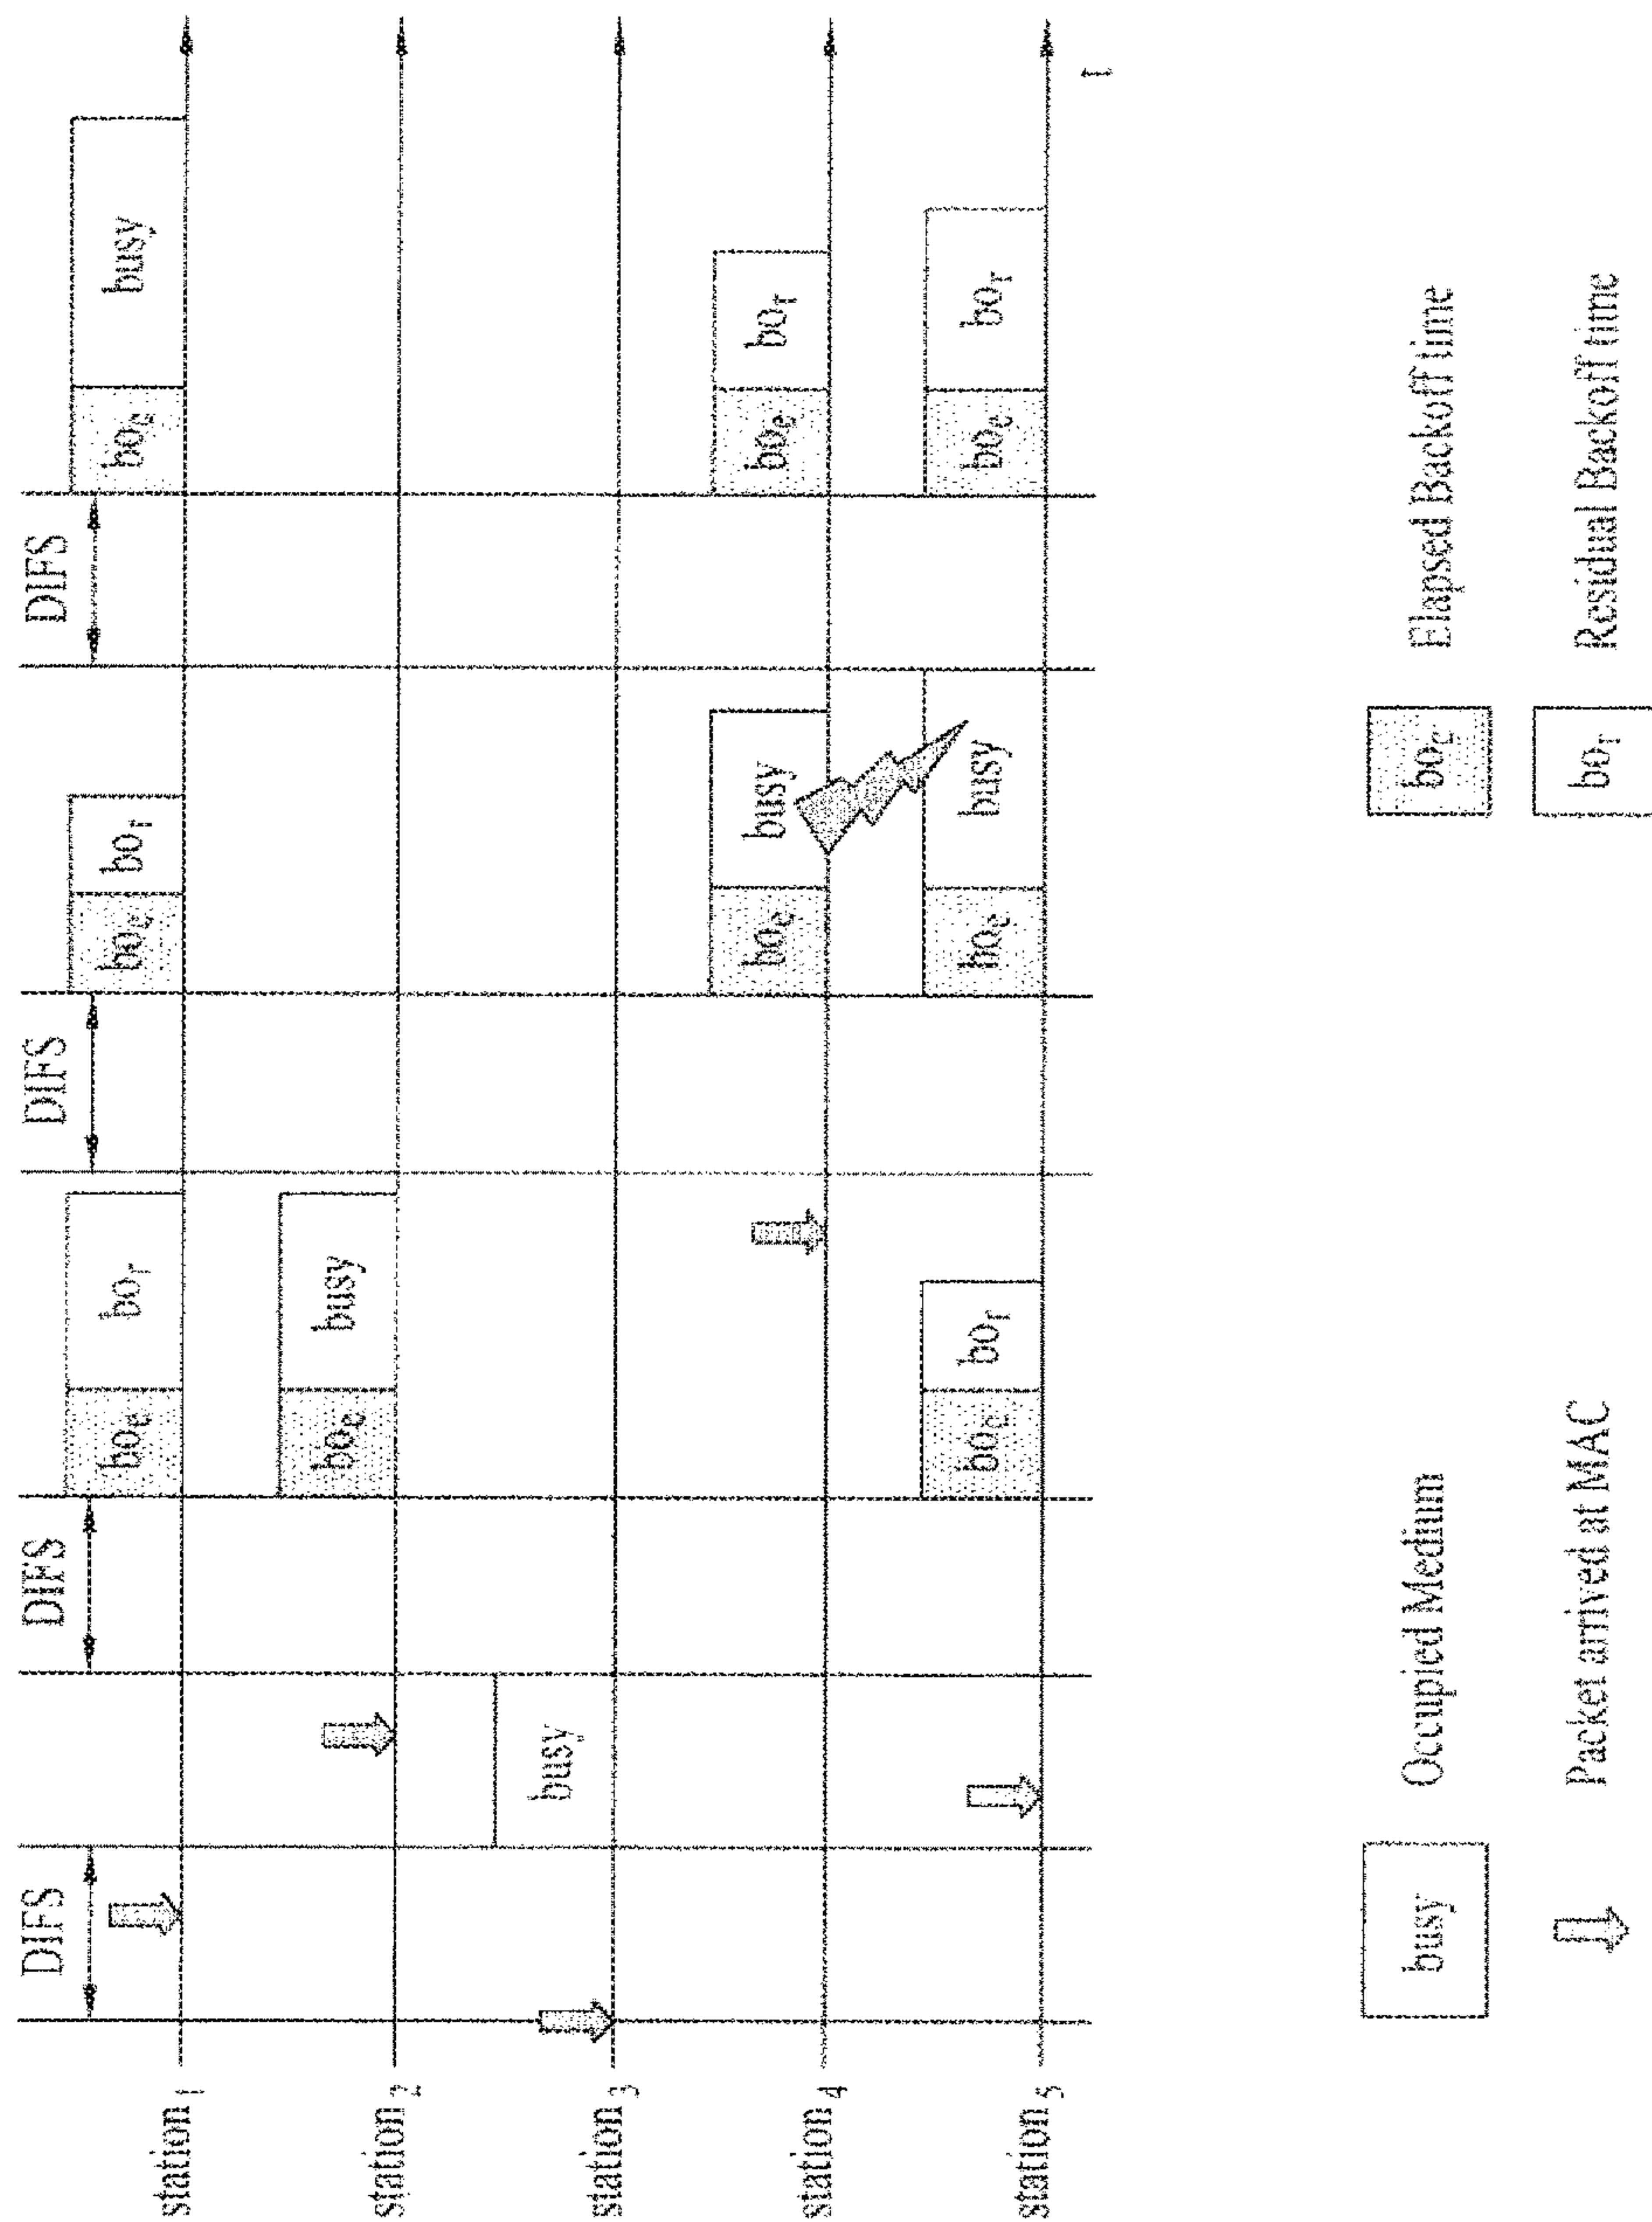 DIFS
DIFS
DIFS
DIFS
station 1
bo_e
bo_r
bo_e
bo_r
bo_e
busy
station 2
bo_e
busy
station 3
busy
station 4
bo_e
busy
bo_e
bo_r
station 5
bo_e
bo_r
bo_e
busy
bo_e
bo_r
t
busy
Occupied Medium
bo_e
Elapsed Backoff time
Packet arrived at MAC
bo_r
Residual Backoff time